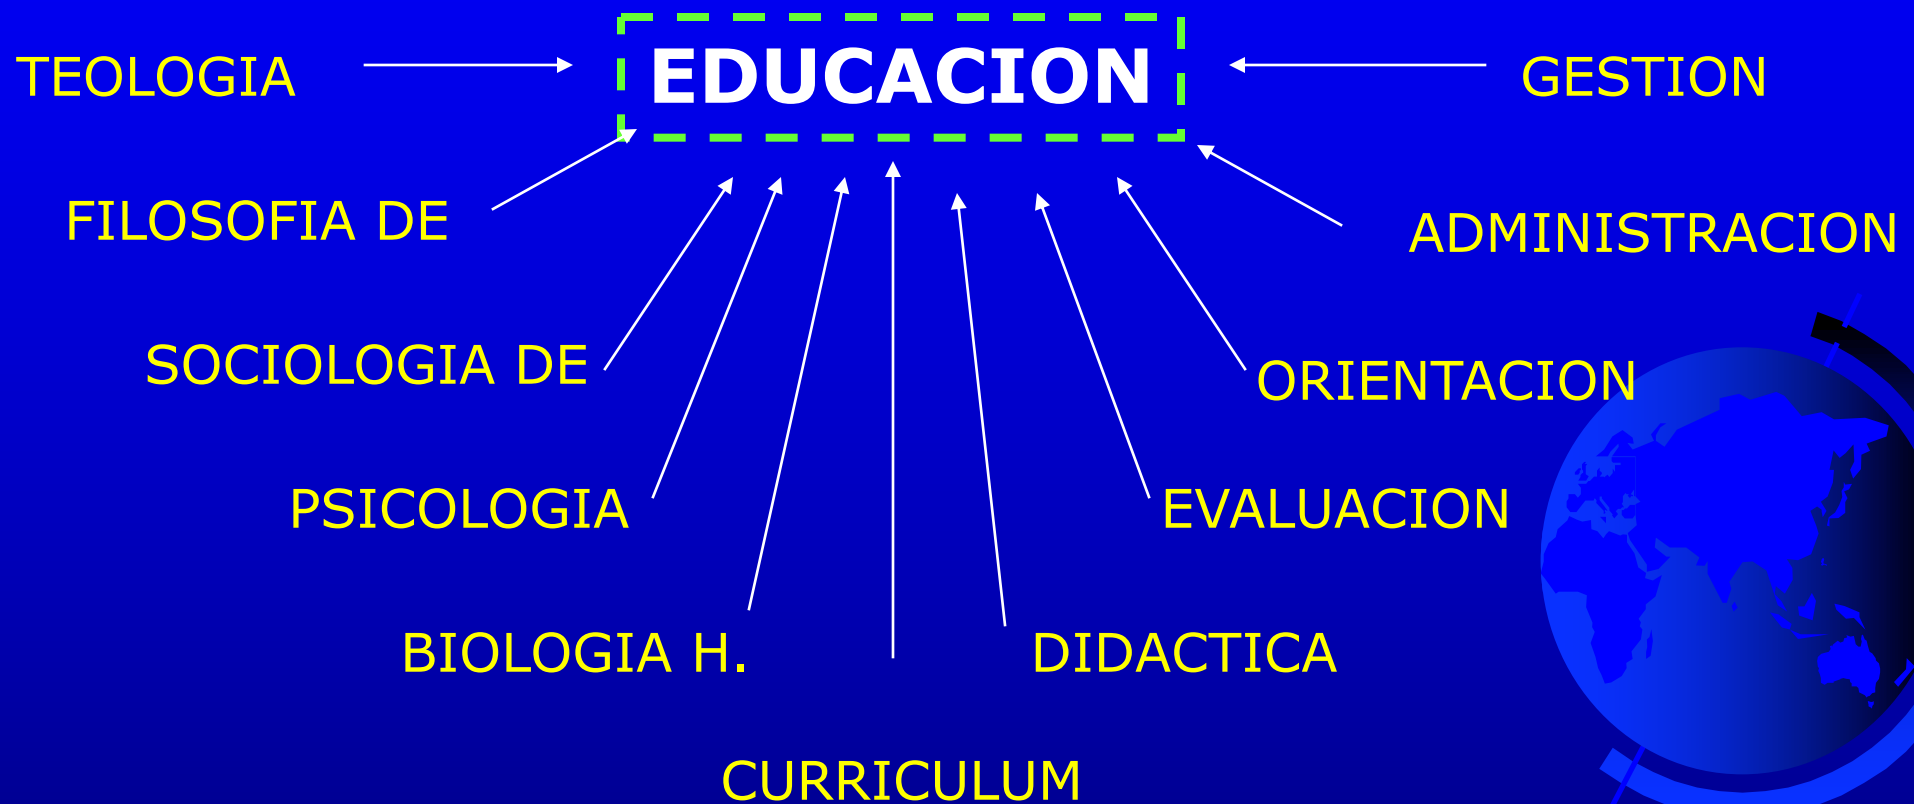 EDUCACION
TEOLOGIA
GESTION
FILOSOFIA DE
ADMINISTRACION
SOCIOLOGIA DE
ORIENTACION
PSICOLOGIA
EVALUACION
BIOLOGIA H.
DIDACTICA
CURRICULUM